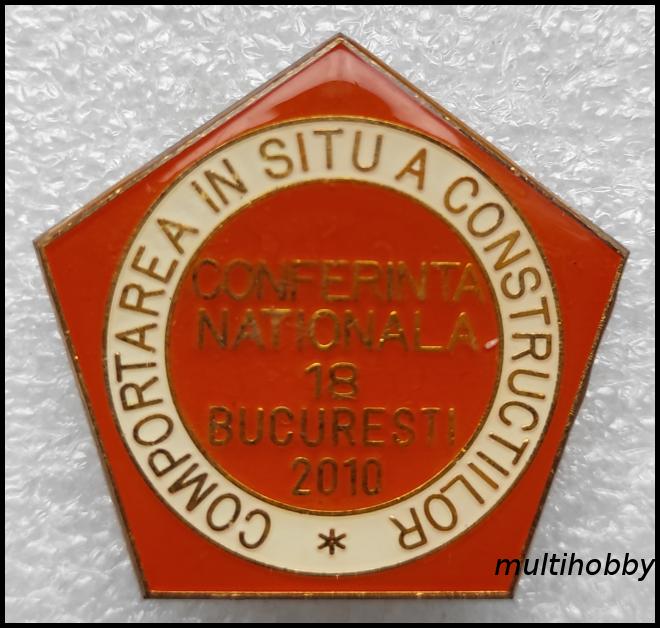 COMPORTAREA IN SITU A CONSTRUCTIILOR *
CONFERINTA
NATIONALA
18
BUCURESTI
2010
multihobby